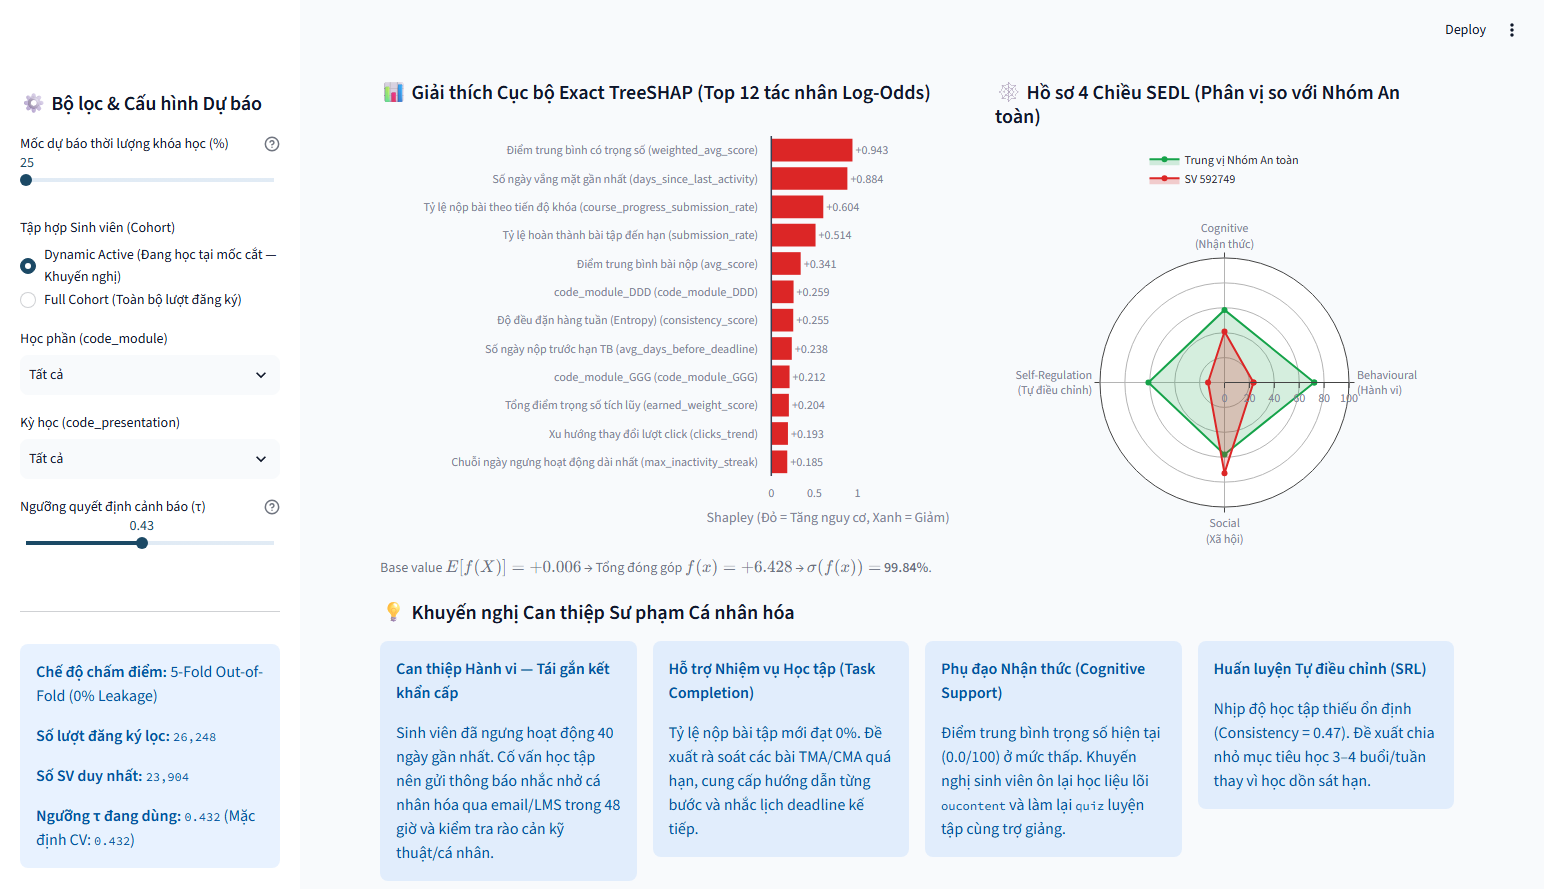 Deploy
Bộ lọc & Cấu hình Dự báo
Mốc dự báo thời lượng khóa học (%)
25
Tập hợp Sinh viên (Cohort)
Dynamic Active (Đang học tại mốc cắt —
Khuyến nghị)
Full Cohort (Toàn bộ lượt đăng ký)
Học phần (code_module)
Tất cả
Kỳ học (code_presentation)
Tất cả
Ngưỡng quyết định cảnh báo (τ)
0.43
Chế độ chấm điểm: 5-Fold Out-of-
Fold (0% Leakage)
Số lượt đăng ký lọc: 26,248
Số SV duy nhất: 23,904
Ngưỡng τ đang dùng: 0.432 (Mặc
định CV: 0.432)
Giải thích Cục bộ Exact TreeSHAP (Top 12 tác nhân Log-Odds)
Điểm trung bình có trọng số (weighted_avg_score) +0.943
Số ngày vắng mặt gần nhất (days_since_last_activity) +0.884
Tỷ lệ nộp bài theo tiến độ khóa (course_progress_submission_rate) +0.604
Tỷ lệ hoàn thành bài tập đến hạn (submission_rate) +0.514
Điểm trung bình bài nộp (avg_score) +0.341
code_module_DDD (code_module_DDD) +0.259
Độ đều đặn hàng tuần (Entropy) (consistency_score) +0.255
Số ngày nộp trước hạn TB (avg_days_before_deadline) +0.238
code_module_GGG (code_module_GGG) +0.212
Tổng điểm trọng số tích lũy (earned_weight_score) +0.204
Xu hướng thay đổi lượt click (clicks_trend) +0.193
Chuỗi ngày ngưng hoạt động dài nhất (max_inactivity_streak) +0.185
0 0.5 1
Shapley (Đỏ = Tăng nguy cơ, Xanh = Giảm)
Base value E[f(X)] = +0.006 → Tổng đóng góp f(x) = +6.428 → σ(f(x)) = 99.84%.
Hồ sơ 4 Chiều SEDL (Phân vị so với Nhóm An
toàn)
Trung vị Nhóm An toàn
SV 592749
Cognitive
(Nhận thức)
Self-Regulation
(Tự điều chỉnh)
Behavioural
(Hành vi)
0 20 40 60 80 100
Social
(Xã hội)
Khuyến nghị Can thiệp Sư phạm Cá nhân hóa
Can thiệp Hành vi — Tái gắn kết
khẩn cấp
Sinh viên đã ngưng hoạt động 40
ngày gần nhất. Cố vấn học tập
nên gửi thông báo nhắc nhở cá
nhân hóa qua email/LMS trong 48
giờ và kiểm tra rào cản kỹ
thuật/cá nhân.
Hỗ trợ Nhiệm vụ Học tập (Task
Completion)
Tỷ lệ nộp bài tập mới đạt 0%. Đề
xuất rà soát các bài TMA/CMA quá
hạn, cung cấp hướng dẫn từng
bước và nhắc lịch deadline kế
tiếp.
Phụ đạo Nhận thức (Cognitive
Support)
Điểm trung bình trọng số hiện tại
(0.0/100) ở mức thấp. Khuyến
nghị sinh viên ôn lại học liệu lõi
oucontent và làm lại quiz luyện
tập cùng trợ giảng.
Huấn luyện Tự điều chỉnh (SRL)
Nhịp độ học tập thiếu ổn định
(Consistency = 0.47). Đề xuất chia
nhỏ mục tiêu học 3–4 buổi/tuần
thay vì học dồn sát hạn.